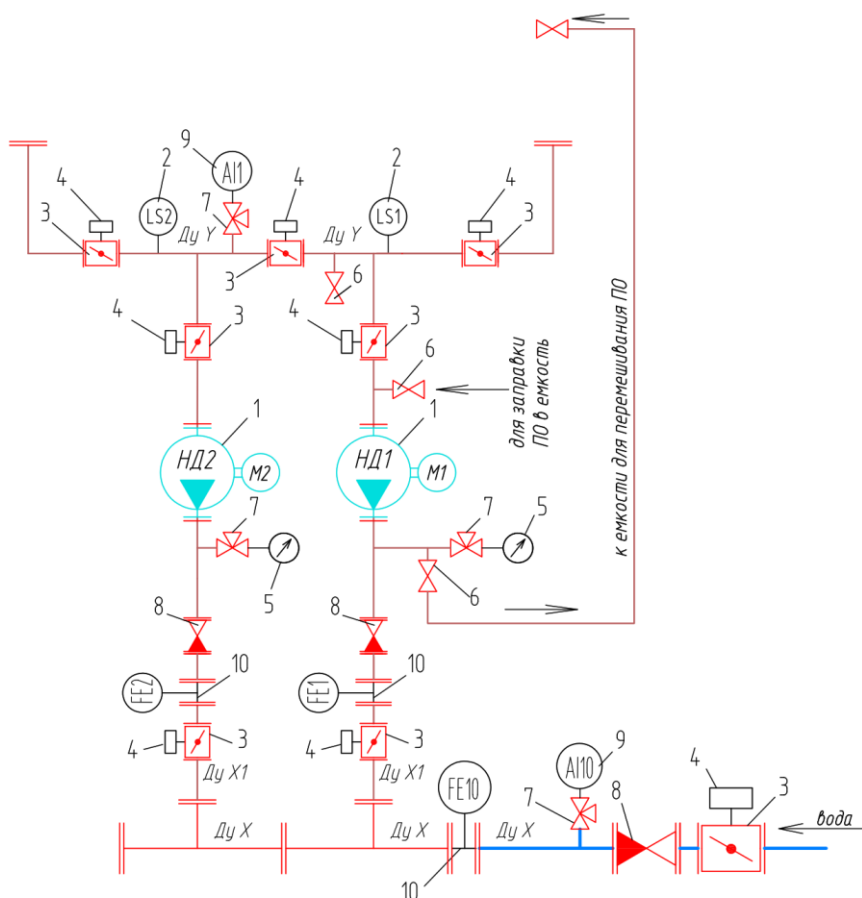 9
2
4
AI1
2
4
4
7
3
LS2
LS1
3
Ду Y
Ду Y
3
6
4
3
4
3
6
для заправки
ПО в емкость
к емкости для перемешивания ПО
1
1
НД2
М2
НД1
М1
7
7
5
5
6
8
8
10
10
FE2
FE1
4
3
4
3
9
4
Ду X1
Ду X1
FE10
AI10
3
7
8
вода
Ду X
Ду X
Ду X
10